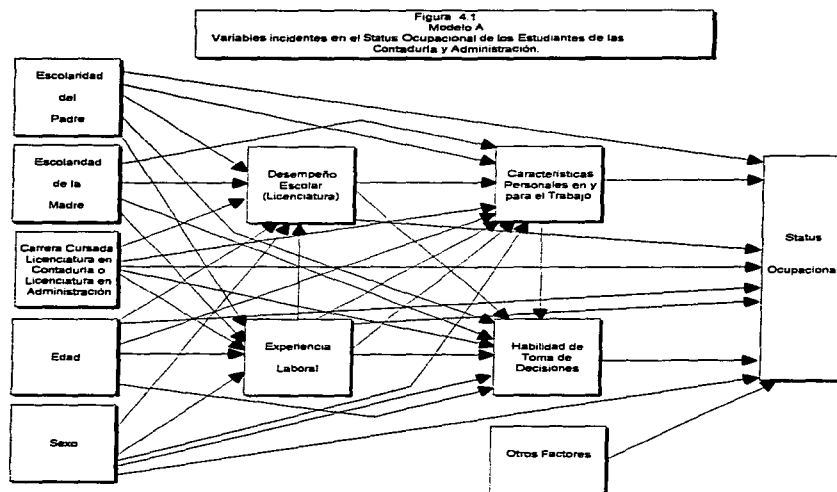 Figura 4.1
Modelo A
Variables incidentes en el Status Ocupacional de los Estudiantes de las
Contaduría y Administración.
Escolaridad
del
Padre
Escolaridad
de la
Madre
Carrera Cursada
Licenciatura en
Contaduría o
Licenciatura en
Administración
Edad
Sexo
Desempeño
Escolar
(Licenciatura)
Experiencia
Laboral
Características
Personales en y
para el Trabajo
Habilidad de
Toma de
Decisiones
Otros Factores
Status
Ocupaciona